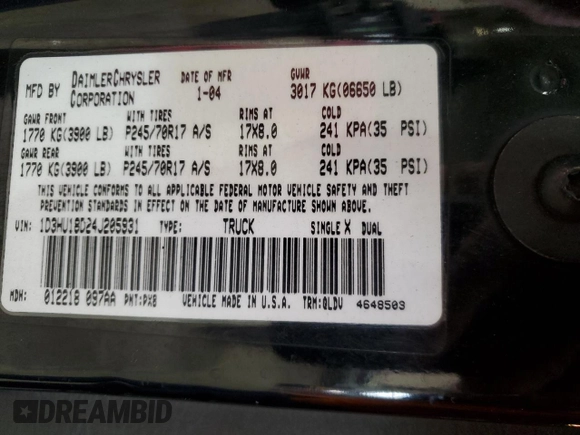 MFD BY DAIMLERCHRYSLER CORPORATION DATE OF MFR 1-04 GVWR 3017 KG(06650 LB)
GAWR FRONT WITH TIRES RIMS AT COLD
1770 KG(3900 LB) P245/70R17 A/S 17X8.0 241 KPA(35 PSI)
GAWR REAR WITH TIRES RIMS AT COLD
1770 KG(3900 LB) P245/70R17 A/S 17X8.0 241 KPA(35 PSI)
THIS VEHICLE CONFORMS TO ALL APPLICABLE FEDERAL MOTOR VEHICLE SAFETY AND THEFT
PREVENTION STANDARDS IN EFFECT ON THE DATE OF MANUFACTURE SHOWN ABOVE.
VIN: 1D3HU18D24J205931 TYPE: TRUCK SINGLE X DUAL
MDH: 012218 097AA PNT:PX8 VEHICLE MADE IN U.S.A. TRM:QLDV 4648503
DREAMBID